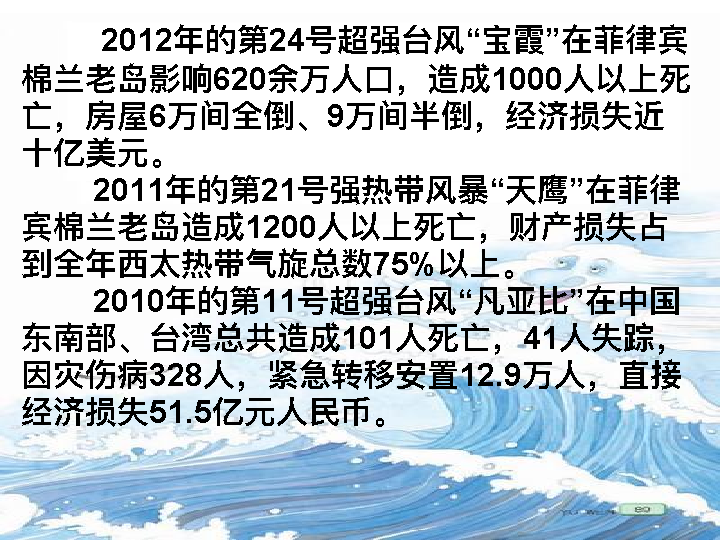 2012年的第24号超强台风“宝霞”在菲律宾
棉兰老岛影响620余万人口，造成1000人以上死
亡，房屋6万间全倒、9万间半倒，经济损失近
十亿美元。
2011年的第21号强热带风暴“天鹰”在菲律
宾棉兰老岛造成1200人以上死亡，财产损失占
到全年西太热带气旋总数75%以上。
2010年的第11号超强台风“凡亚比”在中国
东南部、台湾总共造成101人死亡，41人失踪，
因灾伤病328人，紧急转移安置12.9万人，直接
经济损失51.5亿元人民币。
89